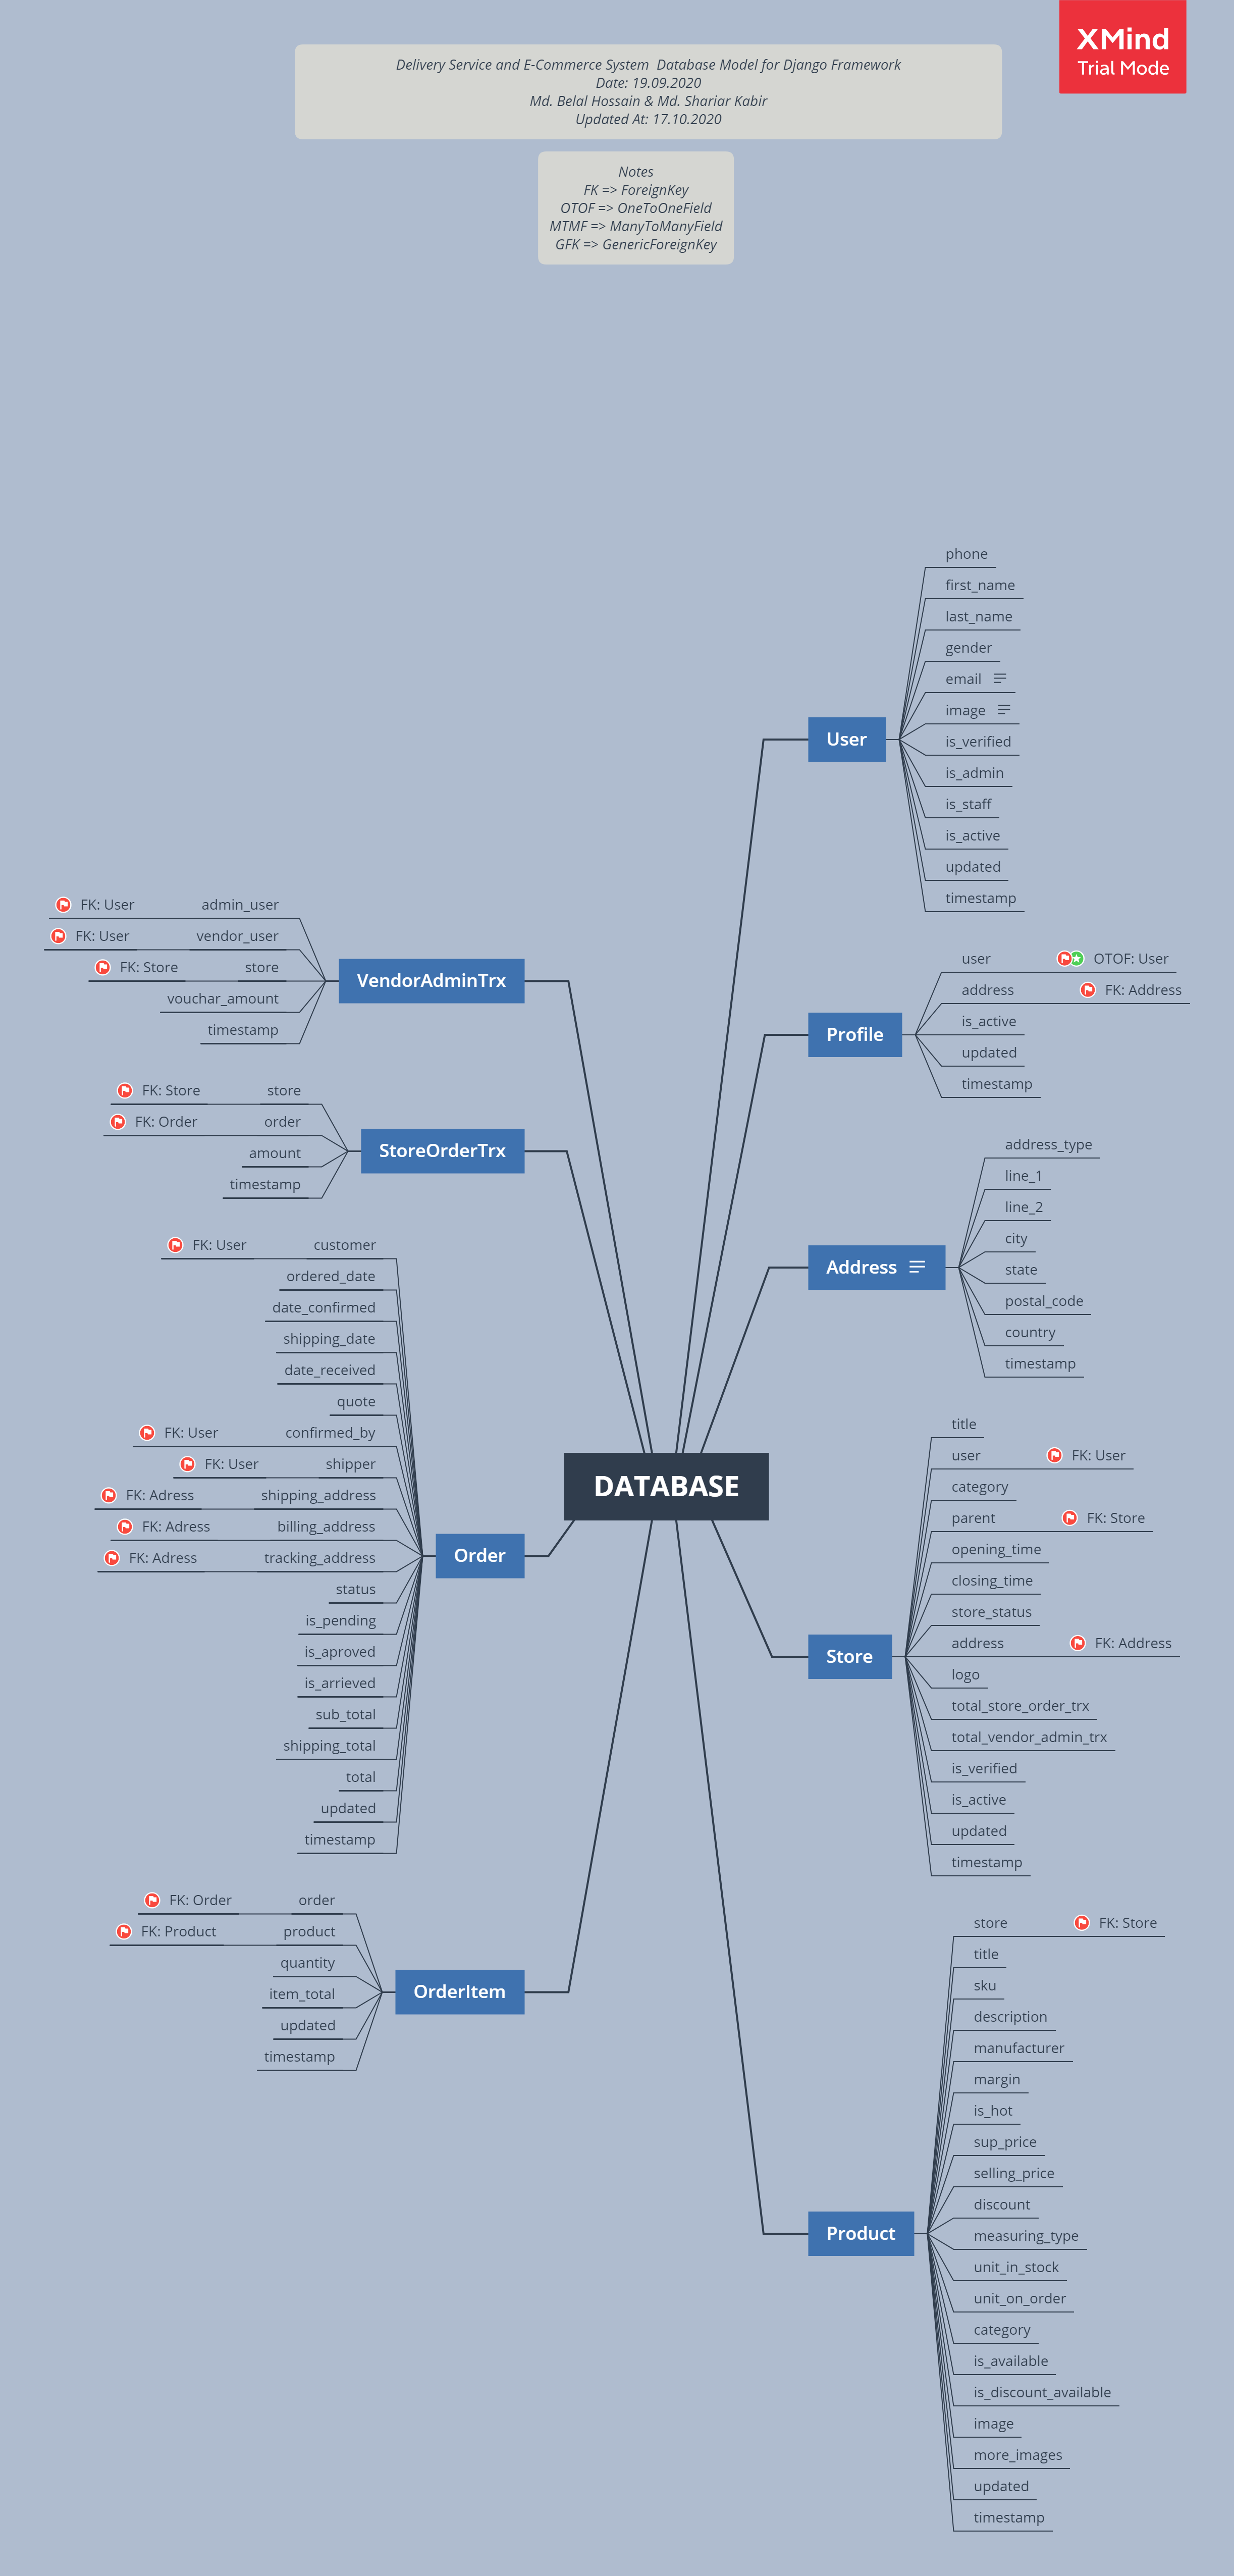 XMind
Trial Mode
Delivery Service and E-Commerce System  Database Model for Django Framework
Date: 19.09.2020
Md. Belal Hossain & Md. Shariar Kabir
Updated At: 17.10.2020
Notes
FK => ForeignKey
OTOF => OneToOneField
MTMF => ManyToManyField
GFK => GenericForeignKey
DATABASE
User
phone
first_name
last_name
gender
email
image
is_verified
is_admin
is_staff
is_active
updated
timestamp
Profile
user OTOF: User
address FK: Address
is_active
updated
timestamp
Address
address_type
line_1
line_2
city
state
postal_code
country
timestamp
Store
title
user FK: User
category
parent FK: Store
opening_time
closing_time
store_status
address FK: Address
logo
total_store_order_trx
total_vendor_admin_trx
is_verified
is_active
updated
timestamp
Product
store FK: Store
title
sku
description
manufacturer
margin
is_hot
sup_price
selling_price
discount
measuring_type
unit_in_stock
unit_on_order
category
is_available
is_discount_available
image
more_images
updated
timestamp
VendorAdminTrx
FK: User admin_user
FK: User vendor_user
FK: Store store
vouchar_amount
timestamp
StoreOrderTrx
FK: Store store
FK: Order order
amount
timestamp
Order
FK: User customer
ordered_date
date_confirmed
shipping_date
date_received
quote
FK: User confirmed_by
FK: User shipper
FK: Adress shipping_address
FK: Adress billing_address
FK: Adress tracking_address
status
is_pending
is_aproved
is_arrieved
sub_total
shipping_total
total
updated
timestamp
OrderItem
FK: Order order
FK: Product product
quantity
item_total
updated
timestamp